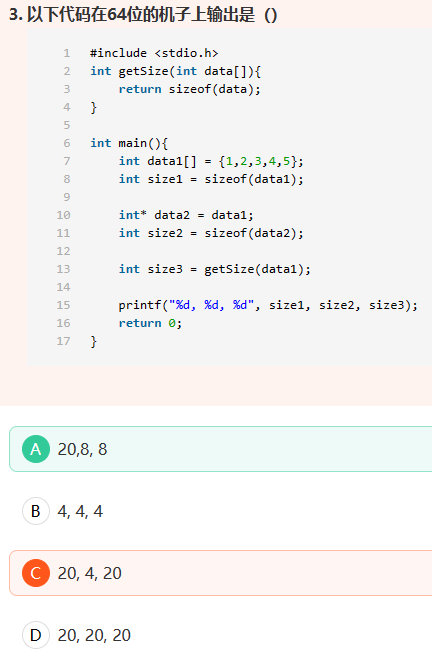 3. 以下代码在64位的机子上输出是（）
1 #include <stdio.h>
2 int getSize(int data[]){
3 return sizeof(data);
4 }
5
6 int main(){
7 int data1[] = {1,2,3,4,5};
8 int size1 = sizeof(data1);
9
10 int* data2 = data1;
11 int size2 = sizeof(data2);
12
13 int size3 = getSize(data1);
14
15 printf("%d, %d, %d", size1, size2, size3);
16 return 0;
17 }
A 20,8, 8
B 4, 4, 4
C 20, 4, 20
D 20, 20, 20